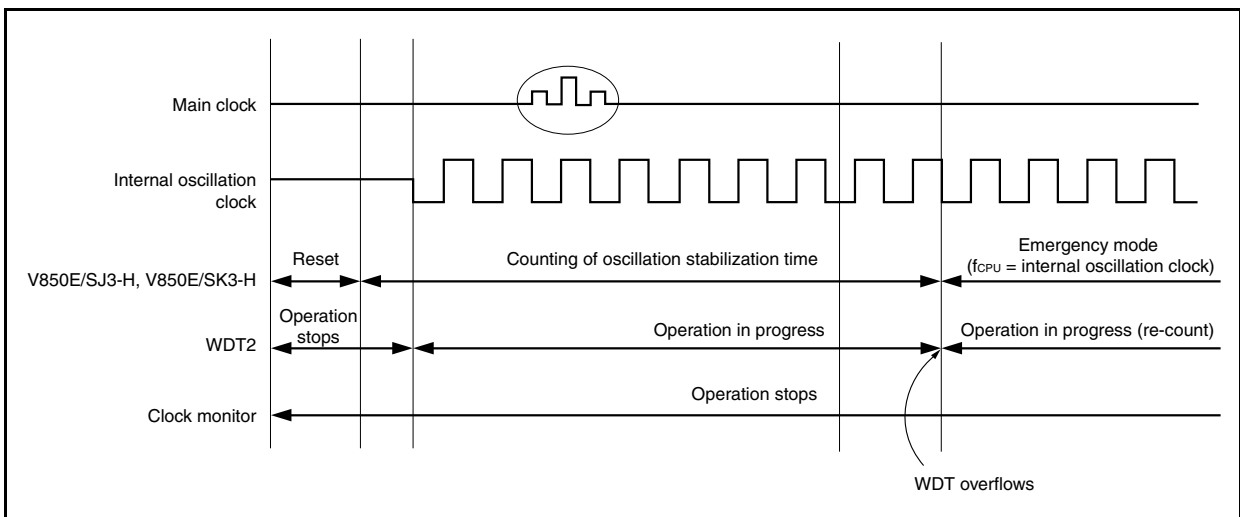 Main clock
Internal oscillation
clock
Reset
Counting of oscillation stabilization time
Emergency mode
(fCPU = internal oscillation clock)
V850E/SJ3-H, V850E/SK3-H
Operation
stops
Operation in progress
Operation in progress (re-count)
WDT2
Operation stops
Clock monitor
WDT overflows